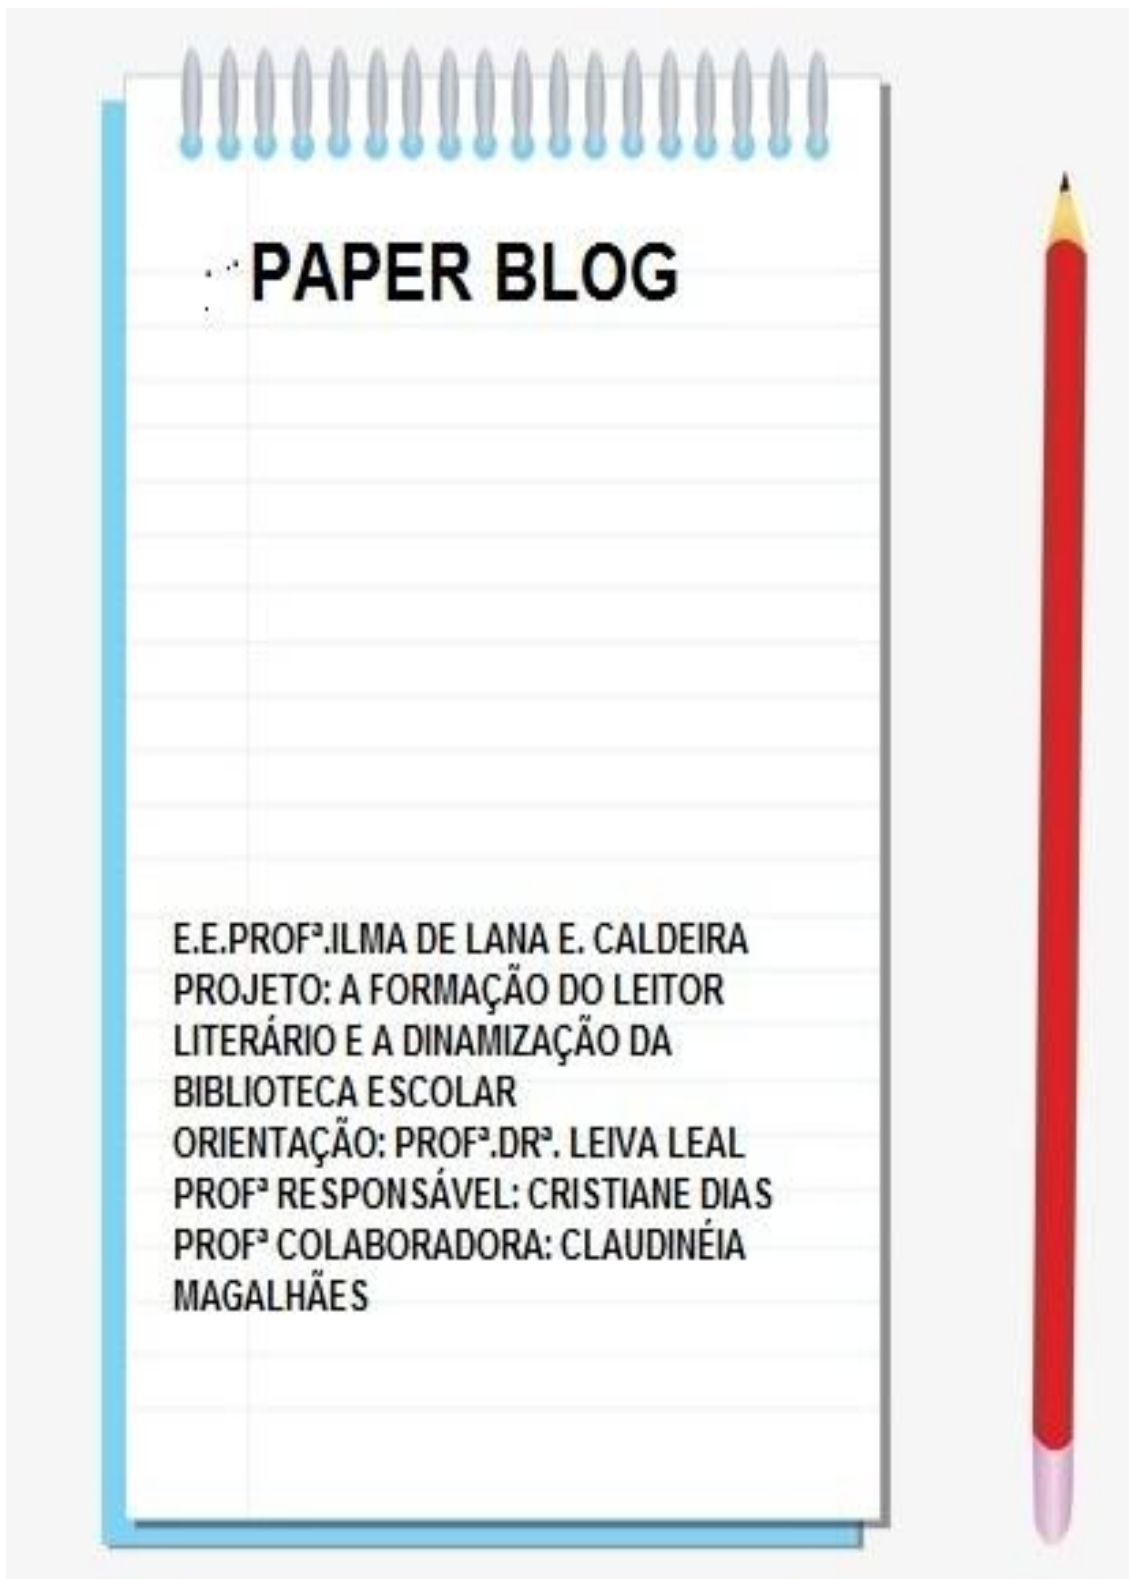 PAPER BLOG
E.E.PROFª.ILMA DE LANA E. CALDEIRA
PROJETO: A FORMAÇÃO DO LEITOR
LITERÁRIO E A DINAMIZAÇÃO DA
BIBLIOTECA ESCOLAR
ORIENTAÇÃO: PROFª.DRª. LEIVA LEAL
PROFª RESPONSÁVEL: CRISTIANE DIAS
PROFª COLABORADORA: CLAUDINÉIA
MAGALHÃES